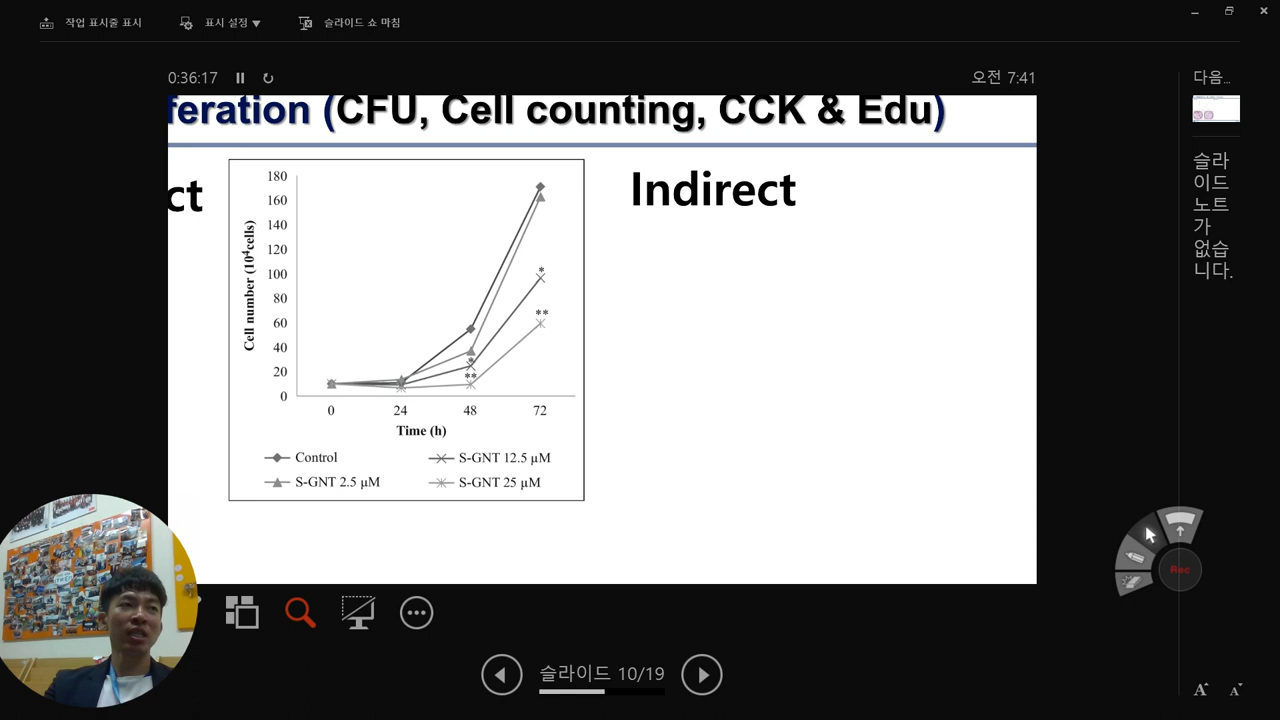 작업 표시줄 표시
표시 설정
슬라이드 쇼 마침
0:36:17
오전 7:41
다음...
feration (CFU, Cell counting, CCK & Edu)
ct
Indirect
180
160
140
120
100
80
60
40
20
0
Cell number (10⁴cells)
*
**
*
**
0 24 48 72
Time (h)
Control
S-GNT 12.5 µM
S-GNT 2.5 µM
S-GNT 25 µM
슬라
이드
노트
가
없습
니다.
Rec
슬라이드 10/19
A A